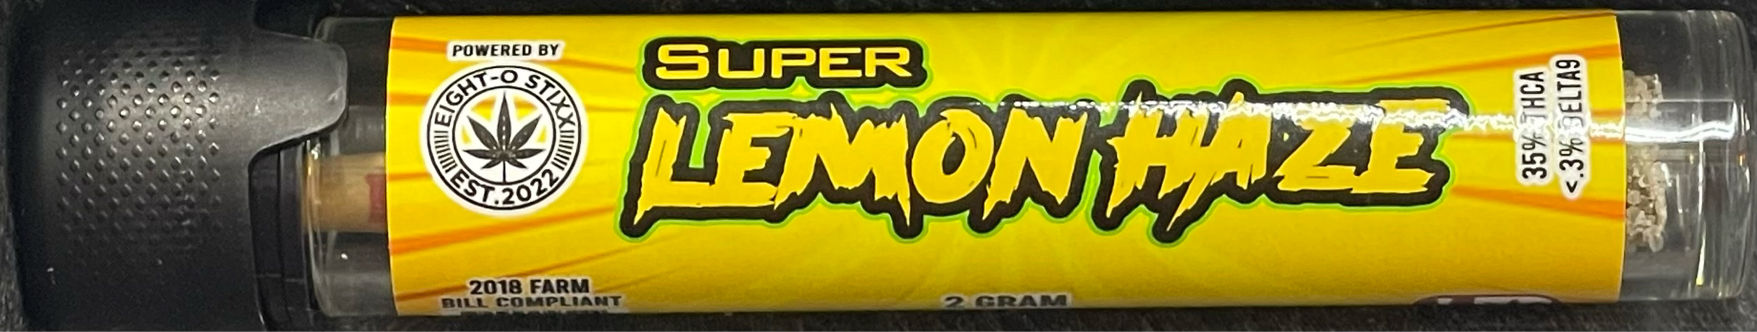 POWERED BY
EIGHT-O STIXX
EST.2022
2018 FARM
BILL COMPLIANT
SUPER
LEMON HAZE
2 GRAM
35% THCA
<.3% DELTA9